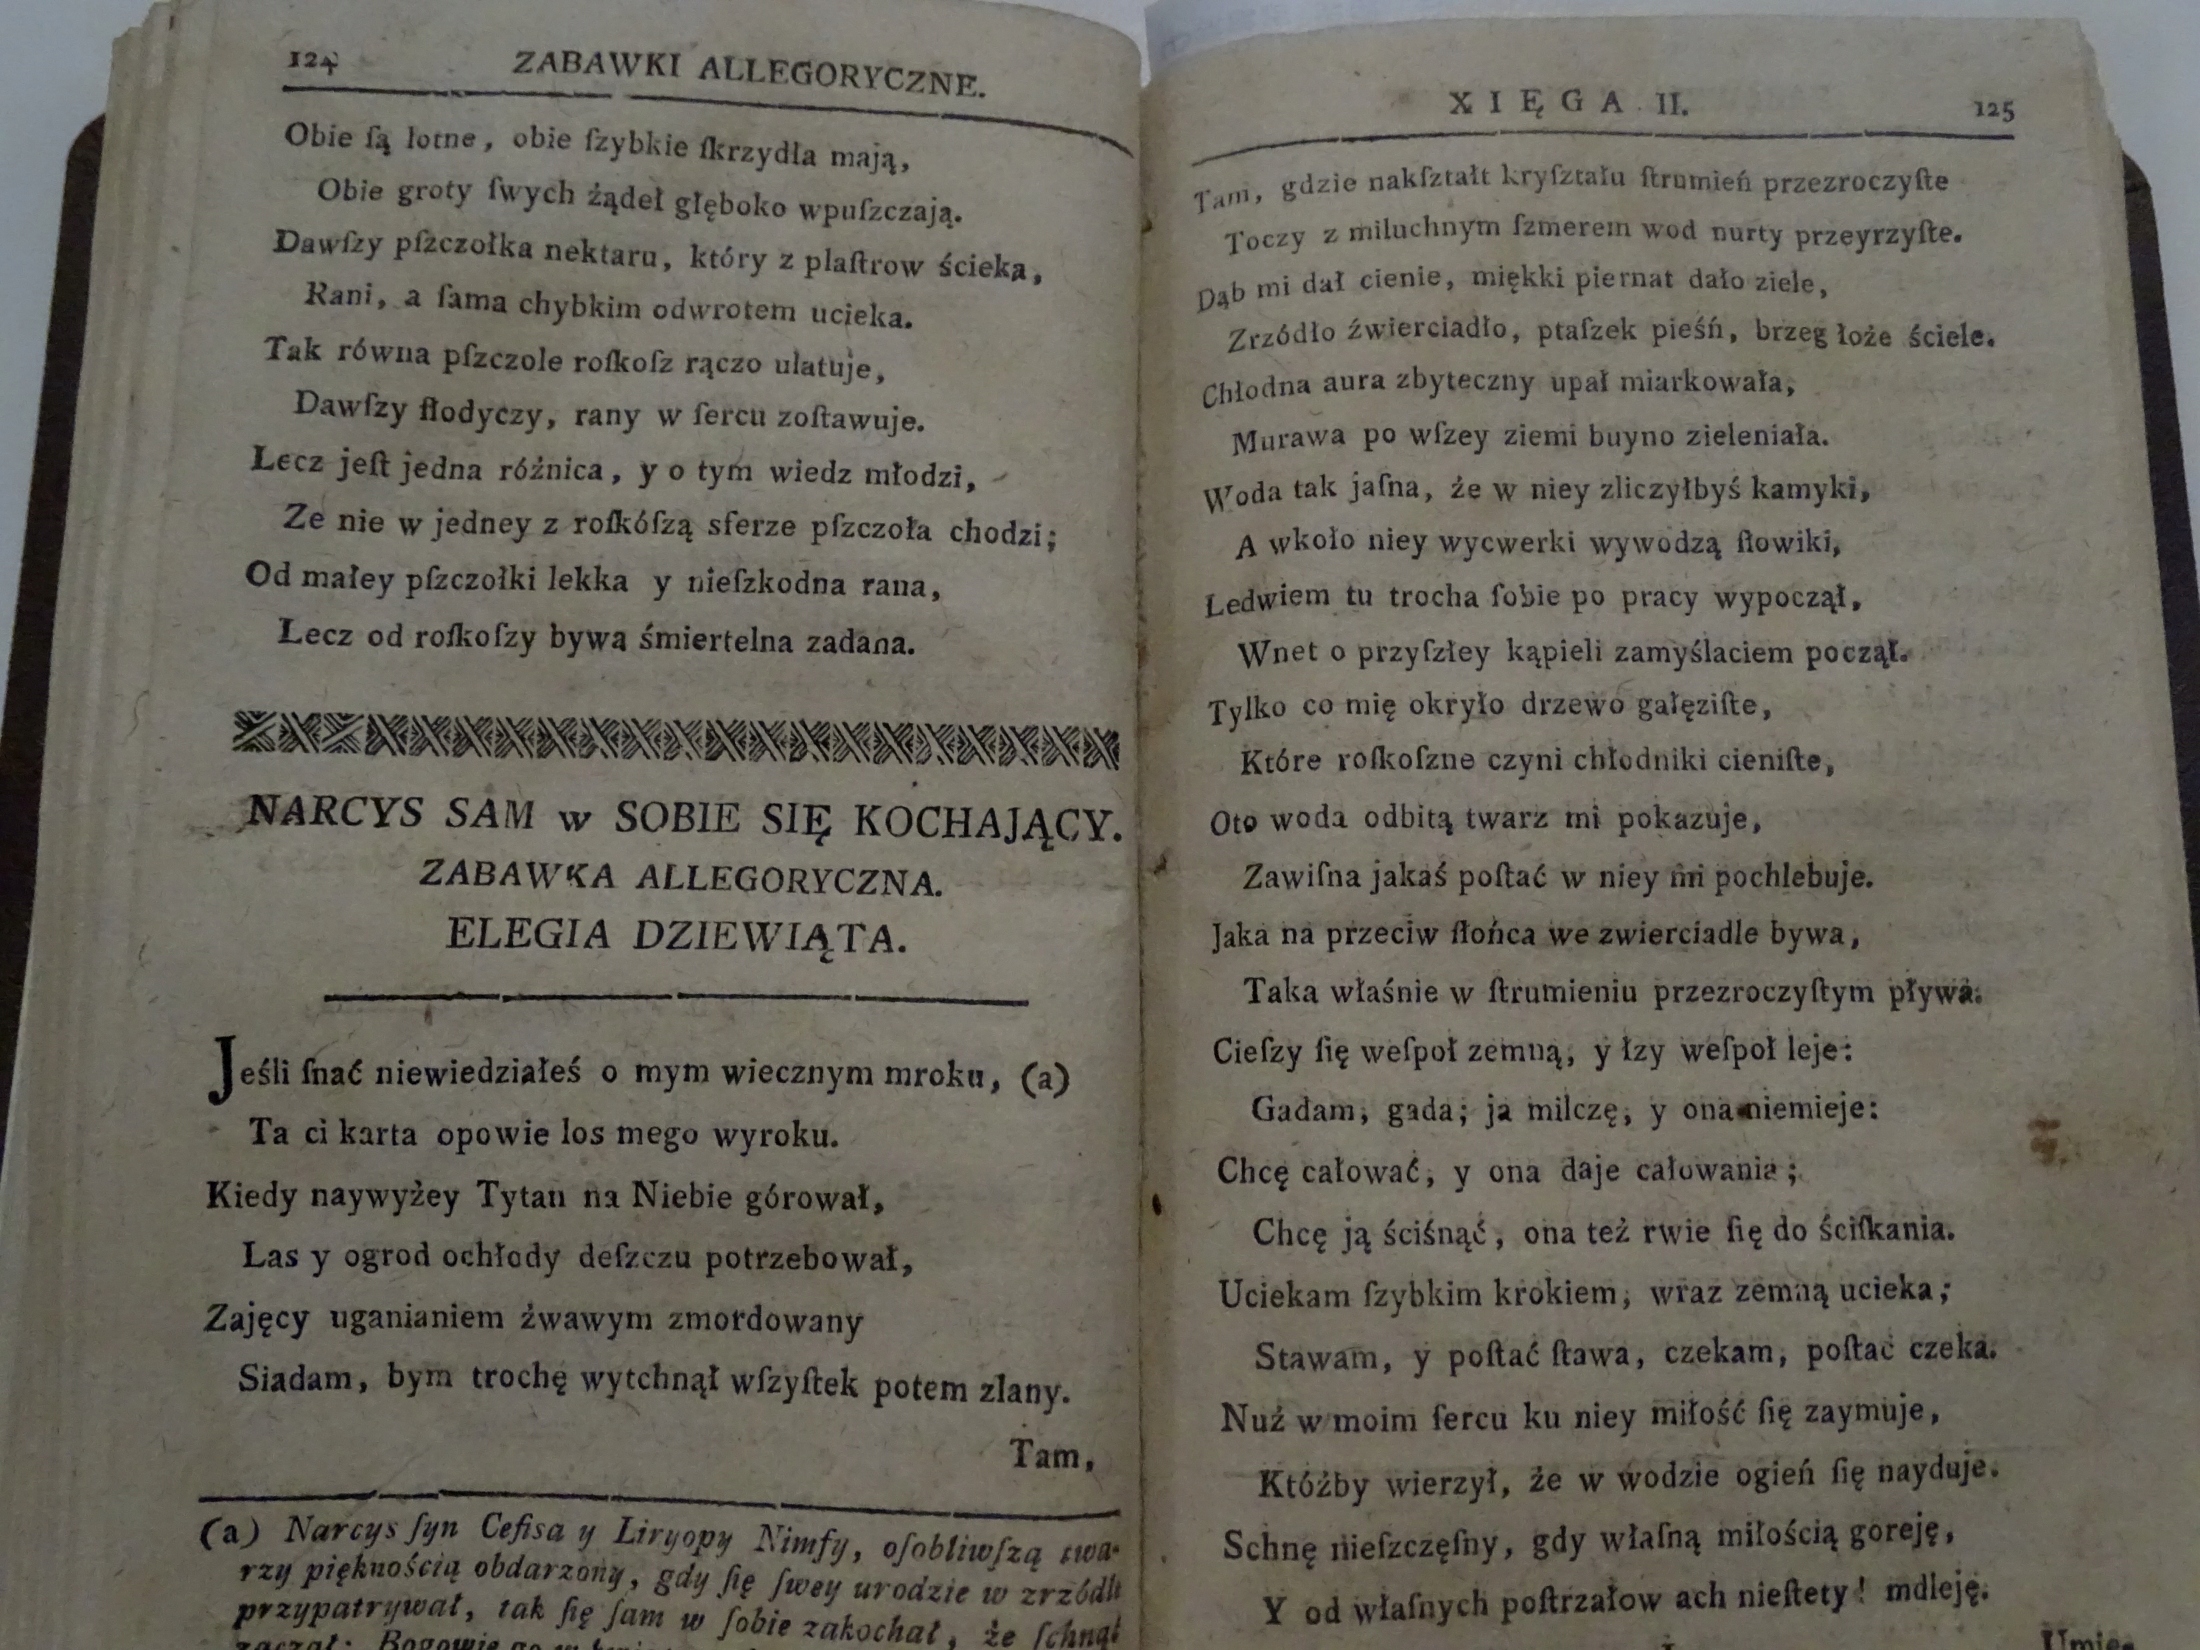 124 ZABAWKI ALLEGORYCZNE.
Obie ſą lotne, obie ſzybkie ſkrzydła mają,
Obie groty ſwych żądeł głęboko wpuſzczają.
Dawſzy pſzczołka nektaru, który z plaſtrow ścieka,
Rani, a ſama chybkim odwrotem ucieka.
Tak równa pſzczole roſkoſz rączo ulatuje,
Dawſzy ſłodyczy, rany w ſercu zoſtawuje.
Lecz jeſt jedna różnica, y o tym wiedz młodzi,
Ze nie w jedney z roſkóſzą sferze pſzczoła chodzi;
Od małey pſzczołki lekka y nieſzkodna rana,
Lecz od roſkoſzy bywa śmiertelna zadana.
NARCYS SAM w SOBIE SIĘ KOCHAJĄCY.
ZABAWKA ALLEGORYCZNA.
ELEGIA DZIEWIĄTA.
Jeśli ſnać niewiedziałeś o mym wiecznym mroku, (a)
Ta ci karta opowie los mego wyroku.
Kiedy naywyżey Tytan na Niebie górował,
Las y ogrod ochłody deſzczu potrzebował,
Zajęcy uganianiem żwawym zmordowany
Siadam, bym trochę wytchnął wſzyſtek potem zlany.
Tam,
(a) Narcys ſyn Cefisa y Liryopy Nimfy, oſobliwſzą twa-
rzy pięknością obdarzony, gdy ſię ſwey urodzie w zrzódle
przypatrywał, tak ſię ſam w ſobie zakochał, że ſchnąć
zaczął: Bogowie go w
XIĘGA II. 125
Tam, gdzie nakſztałt kryſztału ſtrumień przezroczyſte
Toczy z miluchnym ſzmerem wod nurty przeyrzyſte.
Dąb mi dał cienie, miękki piernat dało ziele,
Zrzódło źwierciadło, ptaſzek pieśń, brzeg łoże ściele.
Chłodna aura zbyteczny upał miarkowała,
Murawa po wſzey ziemi buyno zieleniała.
Woda tak jaſna, że w niey zliczyłbyś kamyki,
A wkoło niey wycwerki wywodzą ſłowiki,
Ledwiem tu trocha ſobie po pracy wypoczął,
Wnet o przyſzłey kąpieli zamyślaciem począł.
Tylko co mię okryło drzewo gałęziſte,
Które roſkoſzne czyni chłodniki cieniſte,
Oto woda odbitą twarz mi pokazuje,
Zawiſna jakaś poſtać w niey mi pochlebuje.
Jaka na przeciw ſłońca we zwierciadle bywa,
Taka właśnie w ſtrumieniu przezroczyſtym pływa.
Cieſzy ſię weſpoł zemną, y łzy weſpoł leje:
Gadam, gada; ja milczę, y ona niemieje:
Chcę całować, y ona daje całowania;
Chcę ją ściśnąć, ona też rwie ſię do ściſkania.
Uciekam ſzybkim krokiem, wraz zemną ucieka;
Stawam, y poſtać ſtawa, czekam, poſtać czeka.
Nuż w moim ſercu ku niey miłość ſię zaymuje,
Któżby wierzył, że w wodzie ogień ſię nayduje.
Schnę nieſzczęſny, gdy właſną miłością goreję,
Y od właſnych poſtrzałow ach nieſtety! mdleję.